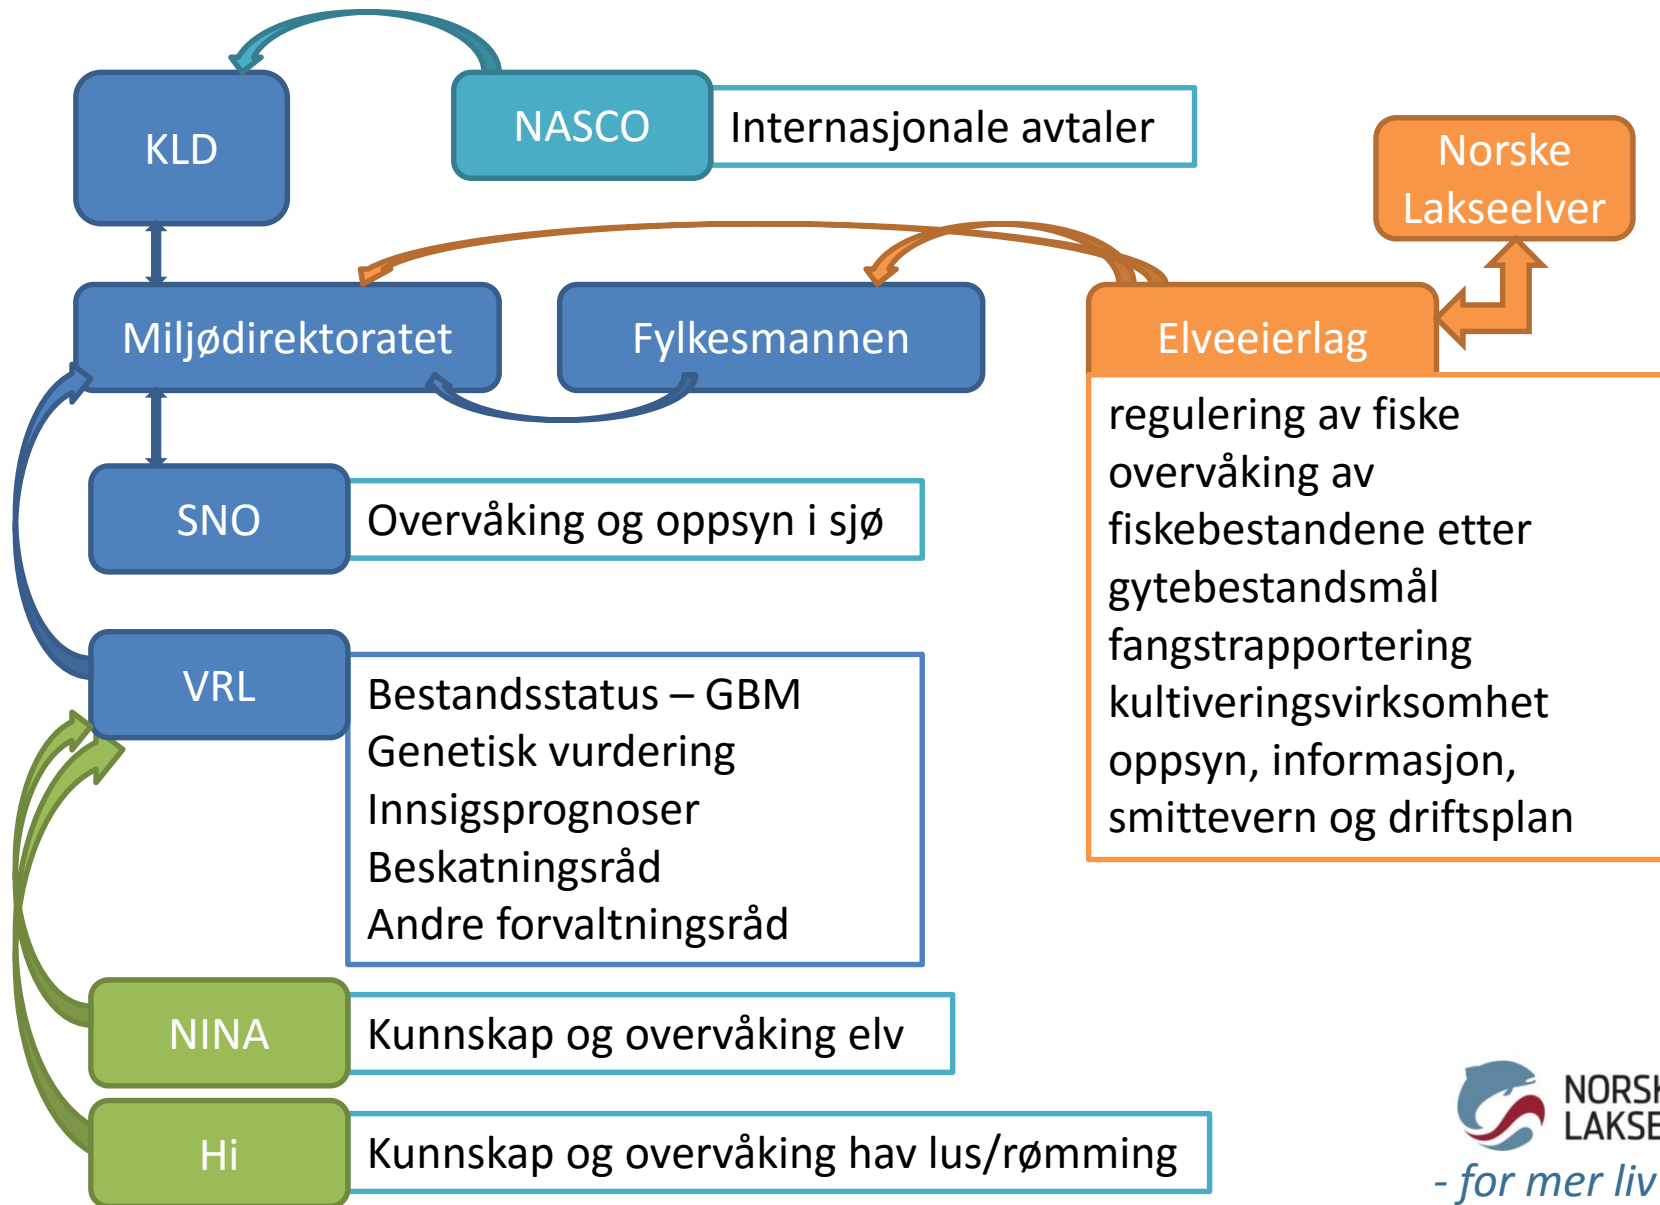 KLD
NASCO
Internasjonale avtaler
Norske
Lakseelver
Miljødirektoratet
Fylkesmannen
Elveeierlag
regulering av fiske
overvåking av
fiskebestandene etter
gytebestandsmål
fangstrapportering
kultiveringsvirksomhet
oppsyn, informasjon,
smittevern og driftsplan
SNO
Overvåking og oppsyn i sjø
VRL
Bestandsstatus – GBM
Genetisk vurdering
Innsigsprognoser
Beskatningsråd
Andre forvaltningsråd
NINA
Kunnskap og overvåking elv
Hi
Kunnskap og overvåking hav lus/rømming
NORSK
LAKSE
- for mer liv